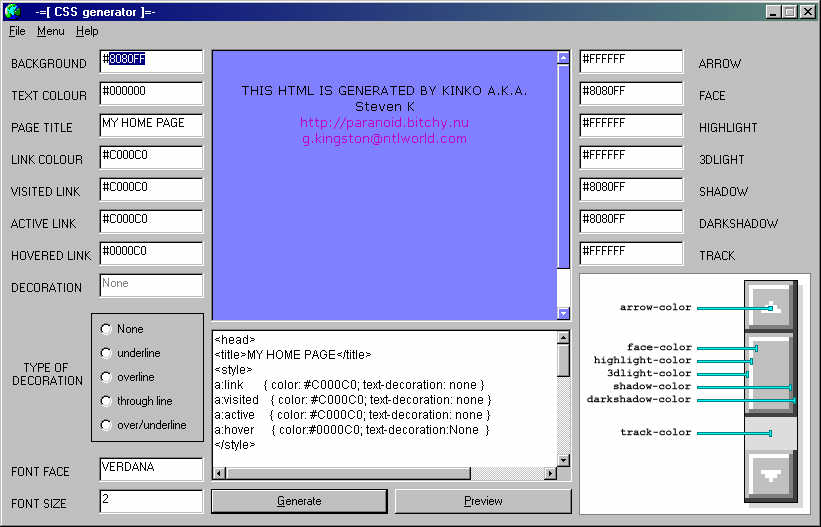 -=[ CSS generator ]=-
File Menu Help
BACKGROUND #8080FF
TEXT COLOUR #000000
PAGE TITLE MY HOME PAGE
LINK COLOUR #C000C0
VISITED LINK #C000C0
ACTIVE LINK #C000C0
HOVERED LINK #0000C0
DECORATION None
TYPE OF
DECORATION
None
underline
overline
through line
over/underline
FONT FACE VERDANA
FONT SIZE 2
THIS HTML IS GENERATED BY KINKO A.K.A.
Steven K
http://paranoid.bitchy.nu
g.kingston@ntlworld.com
<head>
<title>MY HOME PAGE</title>
<style>
a:link { color: #C000C0; text-decoration: none }
a:visited { color: #C000C0; text-decoration: none }
a:active { color: #C000C0; text-decoration: none }
a:hover { color:#0000C0; text-decoration:None }
</style>
Generate Preview
#FFFFFF ARROW
#8080FF FACE
#FFFFFF HIGHLIGHT
#FFFFFF 3DLIGHT
#8080FF SHADOW
#8080FF DARKSHADOW
#FFFFFF TRACK
arrow-color
face-color
highlight-color
3dlight-color
shadow-color
darkshadow-color
track-color